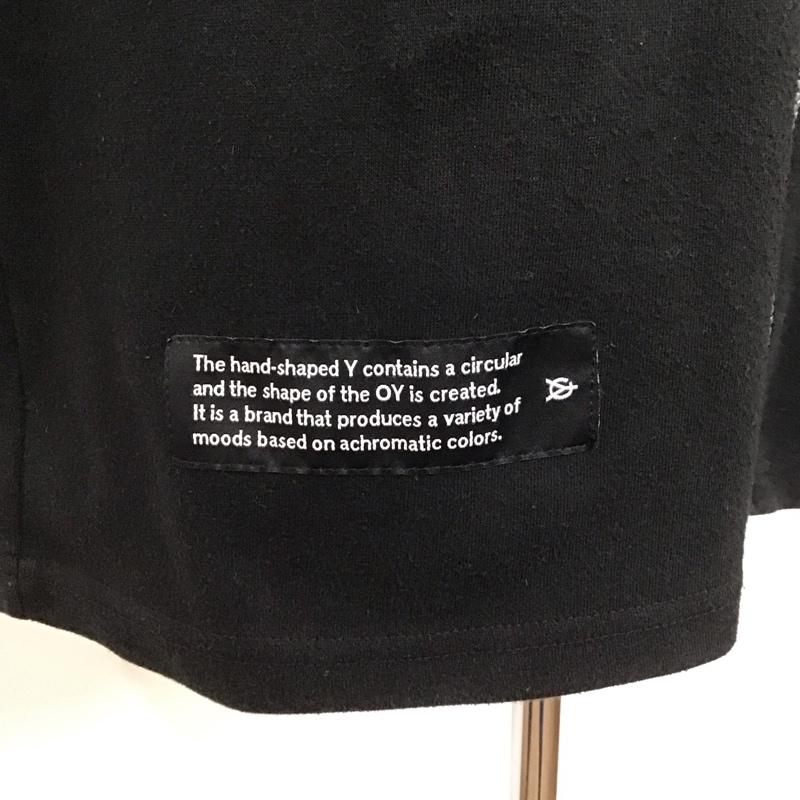 The hand-shaped Y contains a circular
and the shape of the OY is created.
It is a brand that produces a variety of
moods based on achromatic colors.